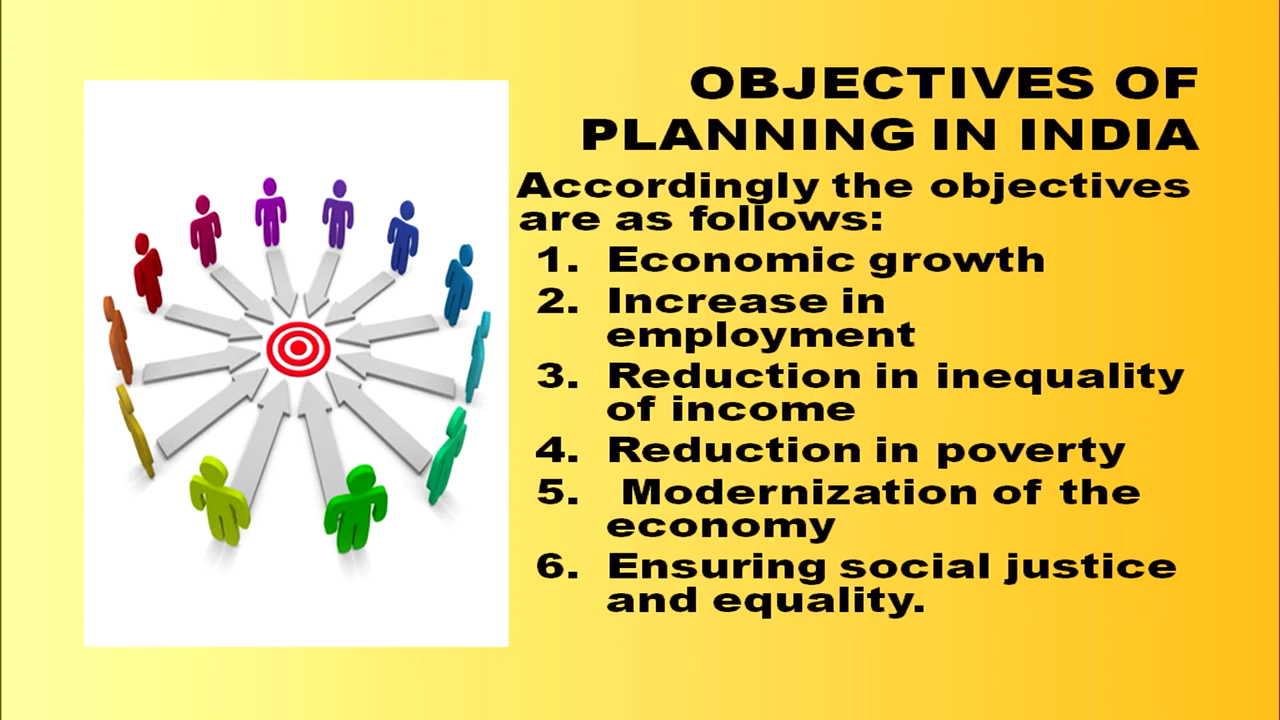 OBJECTIVES OF
PLANNING IN INDIA
Accordingly the objectives
are as follows:
1. Economic growth
2. Increase in
employment
3. Reduction in inequality
of income
4. Reduction in poverty
5. Modernization of the
economy
6. Ensuring social justice
and equality.